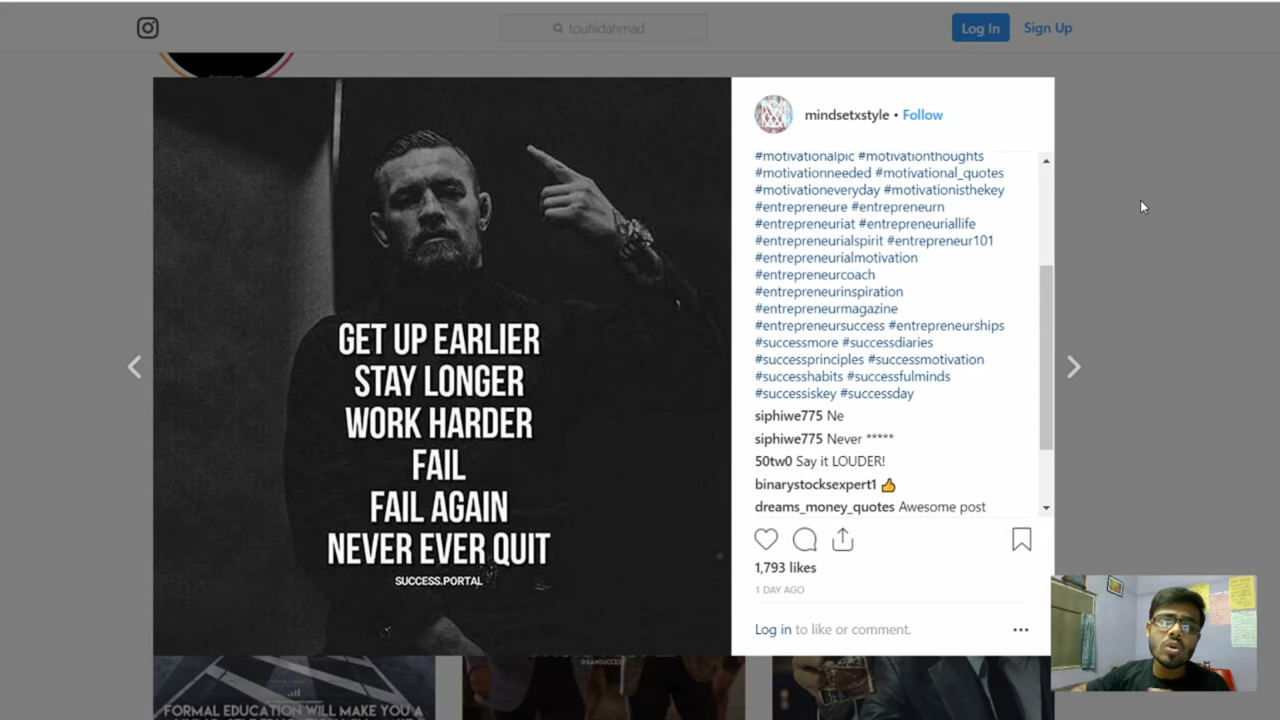 touhidahmad
Log In
Sign Up
mindsetxstyle • Follow
#motivationalpic #motivationthoughts
#motivationneeded #motivational_quotes
#motivationeveryday #motivationisthekey
#entrepreneure #entrepreneurn
#entrepreneuriat #entrepreneuriallife
#entrepreneurialspirit #entrepreneur101
#entrepreneurialmotivation
#entrepreneurcoach
#entrepreneurinspiration
#entrepreneurmagazine
#entrepreneursuccess #entrepreneurships
#successmore #successdiaries
#successprinciples #successmotivation
#successhabits #successfulminds
#successiskey #successday
siphiwe775 Ne
siphiwe775 Never *****
50tw0 Say it LOUDER!
binarystocksexpert1 👍
dreams_money_quotes Awesome post
1,793 likes
1 DAY AGO
Log in to like or comment.
GET UP EARLIER
STAY LONGER
WORK HARDER
FAIL
FAIL AGAIN
NEVER EVER QUIT
SUCCESS.PORTAL
FORMAL EDUCATION WILL MAKE YOU A